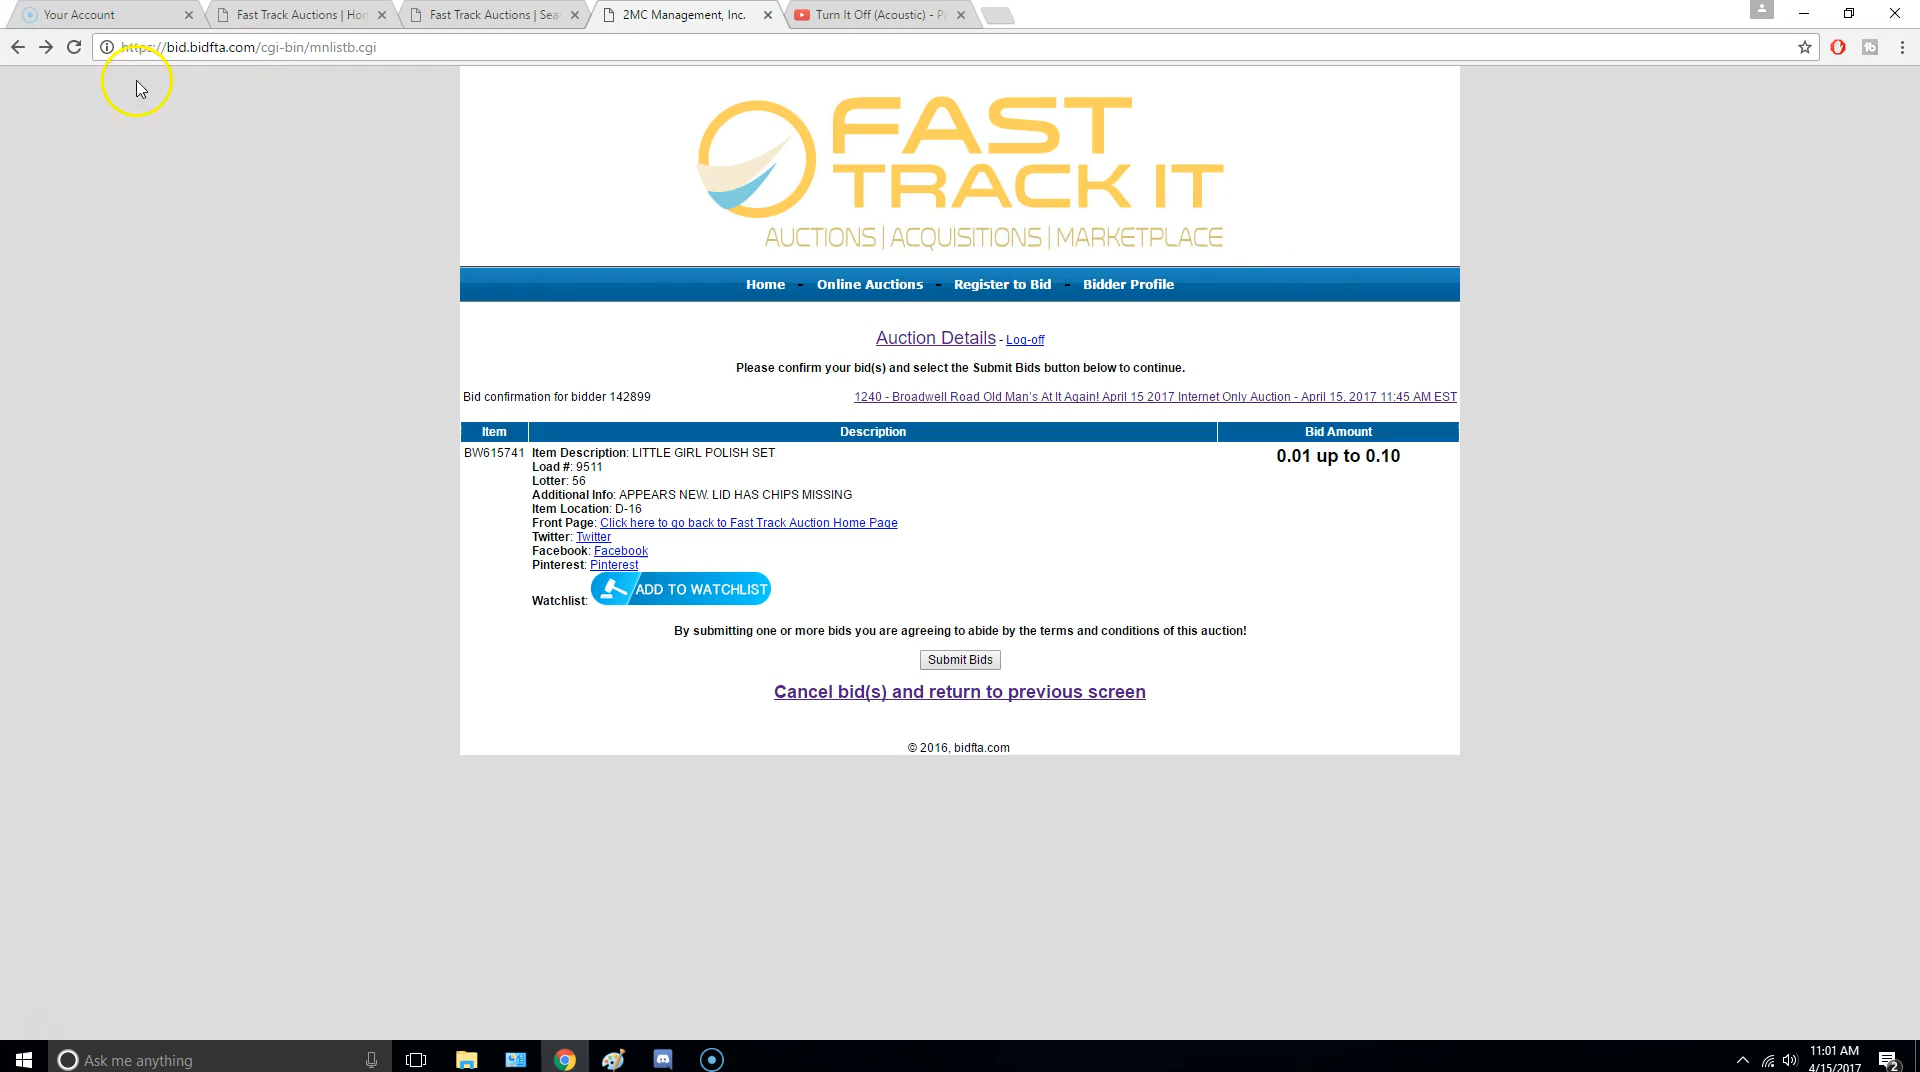 Your Account
Fast Track Auctions | Hon
Fast Track Auctions | Sea
2MC Management, Inc.
Turn It Off (Acoustic) - Pa
https://bid.bidfta.com/cgi-bin/mnlistb.cgi
FAST
TRACK IT
AUCTIONS | ACQUISITIONS | MARKETPLACE
Home - Online Auctions - Register to Bid - Bidder Profile
Auction Details - Log-off
Please confirm your bid(s) and select the Submit Bids button below to continue.
Bid confirmation for bidder 142899
1240 - Broadwell Road Old Man's At It Again! April 15 2017 Internet Only Auction - April 15, 2017 11:45 AM EST
Item Description Bid Amount
BW615741 Item Description: LITTLE GIRL POLISH SET 0.01 up to 0.10
Load #: 9511
Lotter: 56
Additional Info: APPEARS NEW. LID HAS CHIPS MISSING
Item Location: D-16
Front Page: Click here to go back to Fast Track Auction Home Page
Twitter: Twitter
Facebook: Facebook
Pinterest: Pinterest
Watchlist: ADD TO WATCHLIST
By submitting one or more bids you are agreeing to abide by the terms and conditions of this auction!
Submit Bids
Cancel bid(s) and return to previous screen
© 2016, bidfta.com
Ask me anything
11:01 AM
4/15/2017
2